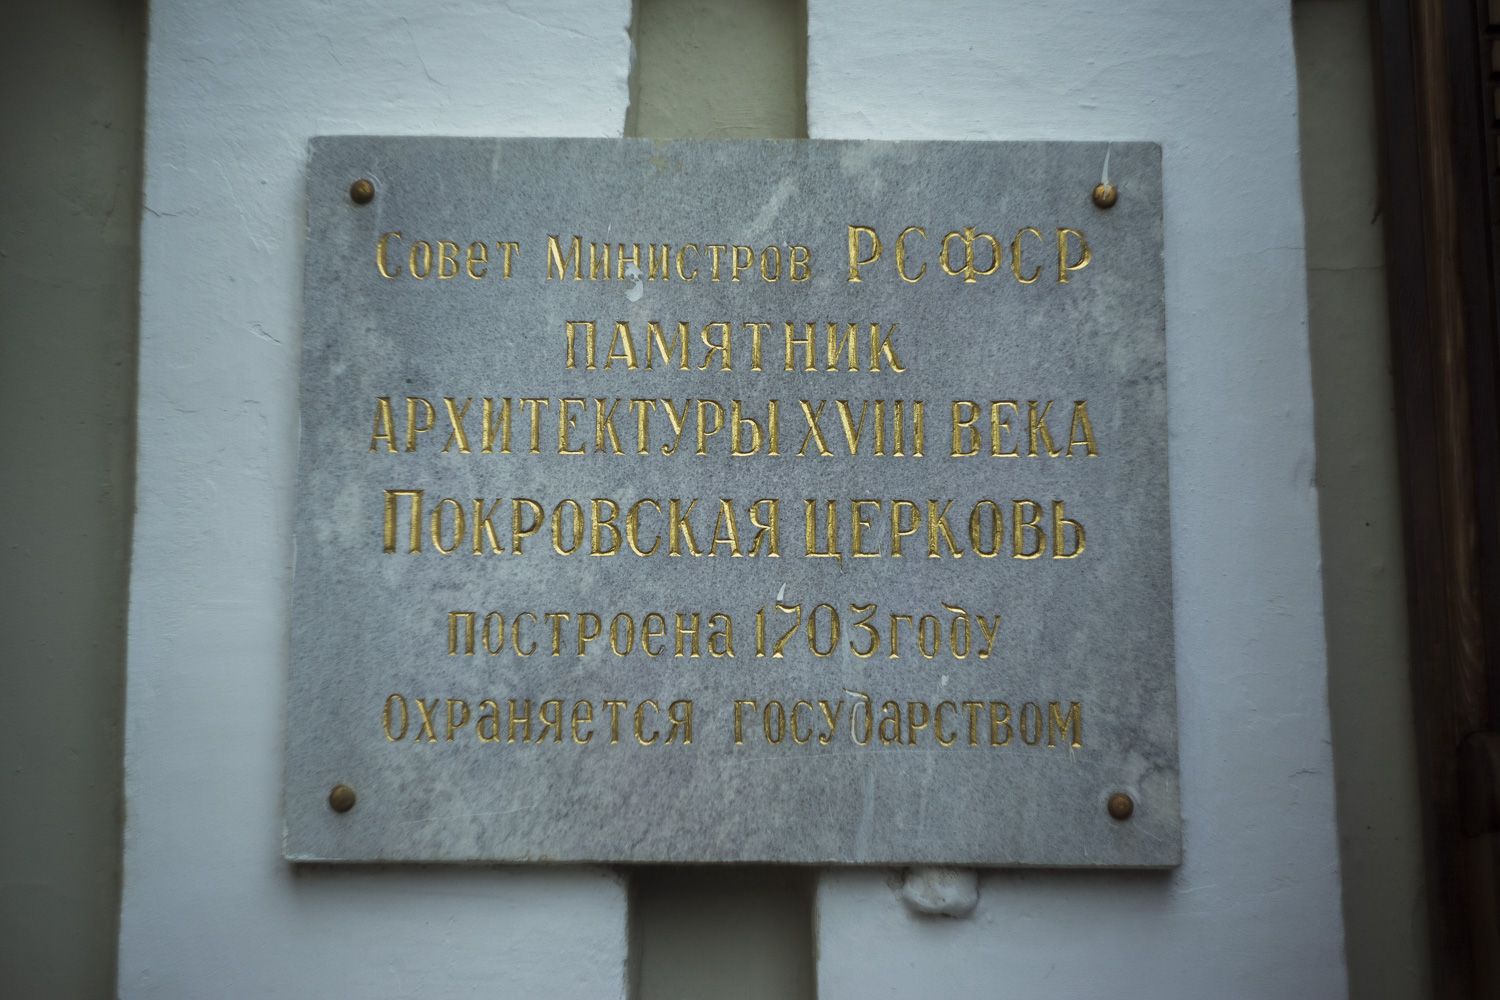 Совет Министров РСФСР
ПАМЯТНИК
АРХИТЕКТУРЫ XVIII ВЕКА
ПОКРОВСКАЯ ЦЕРКОВЬ
построена 1703 году
Охраняется государством